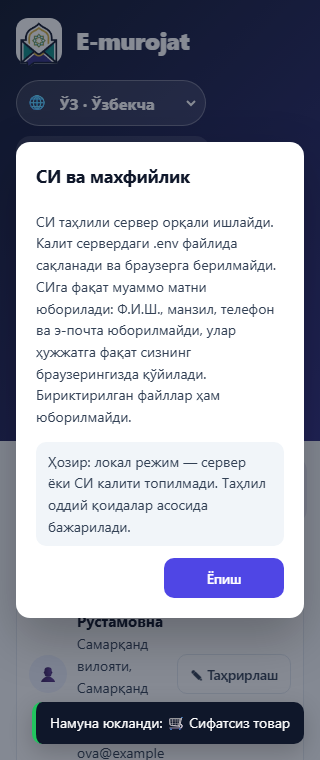 E-murojat
ЎЗ · Ўзбекча
СИ ва махфийлик
СИ таҳлили сервер орқали ишлайди.
Калит сервердаги .env файлида
сақланади ва браузерга берилмайди.
СИга фақат муаммо матни
юборилади: Ф.И.Ш., манзил, телефон
ва э-почта юборилмайди, улар
ҳужжатга фақат сизнинг
браузерингизда қўйилади.
Бириктирилган файллар ҳам
юборилмайди.
Ҳозир: локал режим — сервер
ёки СИ калити топилмади. Таҳлил
оддий қоидалар асосида
бажарилади.
Ёпиш
Рустамовна
Самарқанд
вилояти,
Самарқанд
Таҳрирлаш
Намуна юкланди: 🛒 Сифатсиз товар
ova@example